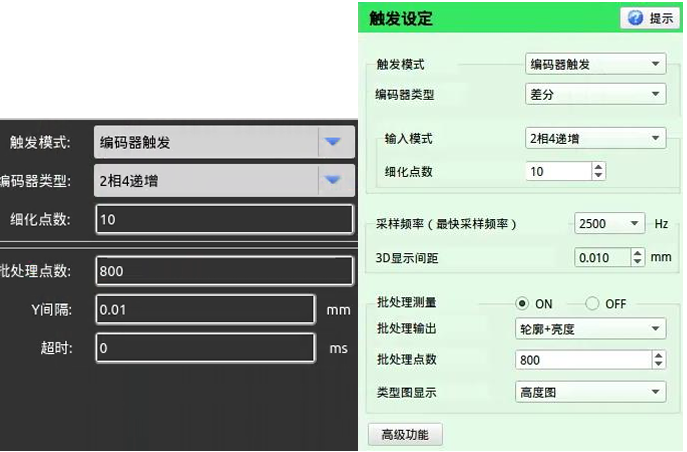 触发模式: 编码器触发
编码器类型: 2相4递增
细化点数: 10
批处理点数: 800
Y间隔: 0.01 mm
超时: 0 ms
触发设定 ? 提示
触发模式 编码器触发
编码器类型 差分
输入模式 2相4递增
细化点数 10
采样频率(最快采样频率) 2500 Hz
3D显示间距 0.010 mm
批处理测量 ON OFF
批处理输出 轮廓+亮度
批处理点数 800
类型图显示 高度图
高级功能